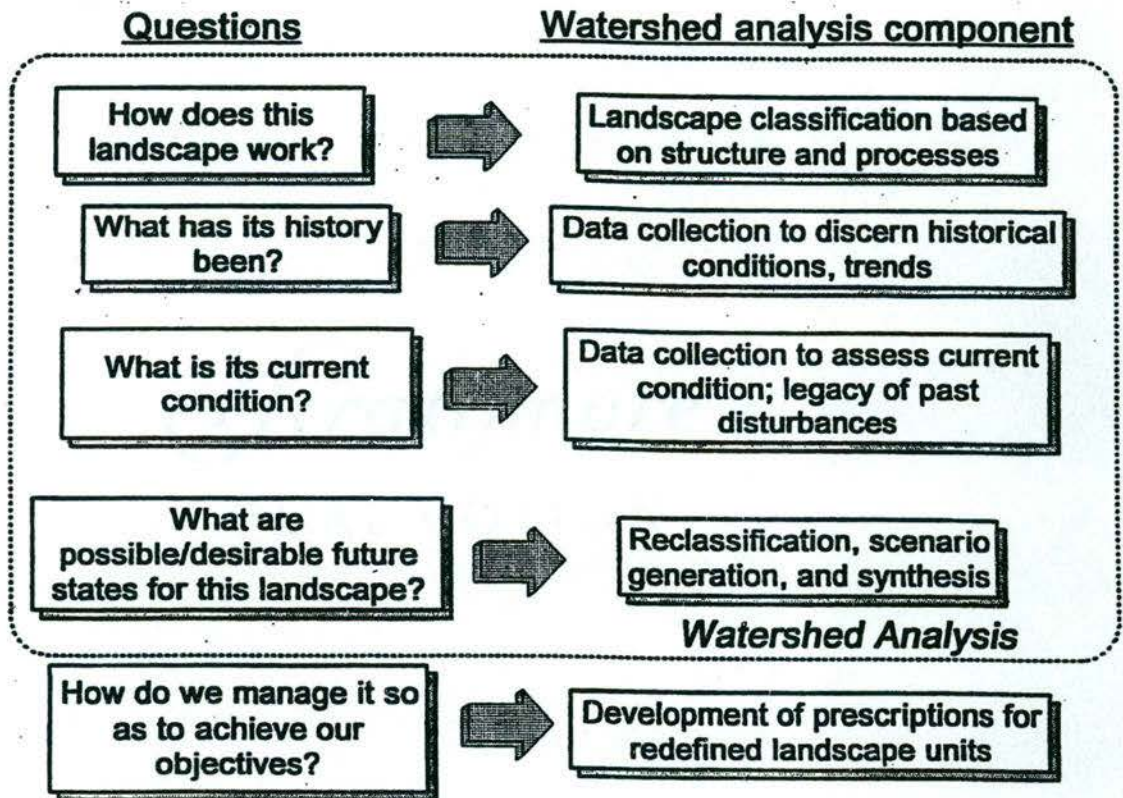 Questions
Watershed analysis component
How does this
landscape work?
Landscape classification based
on structure and processes
What has its history
been?
Data collection to discern historical
conditions, trends
What is its current
condition?
Data collection to assess current
condition; legacy of past
disturbances
What are
possible/desirable future
states for this landscape?
Reclassification, scenario
generation, and synthesis
Watershed Analysis
How do we manage it so
as to achieve our
objectives?
Development of prescriptions for
redefined landscape units